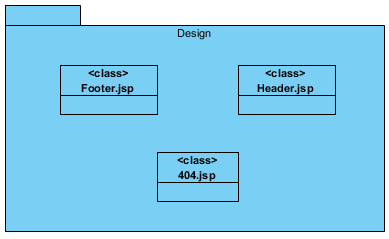 Design
<class>
Footer.jsp
<class>
Header.jsp
<class>
404.jsp